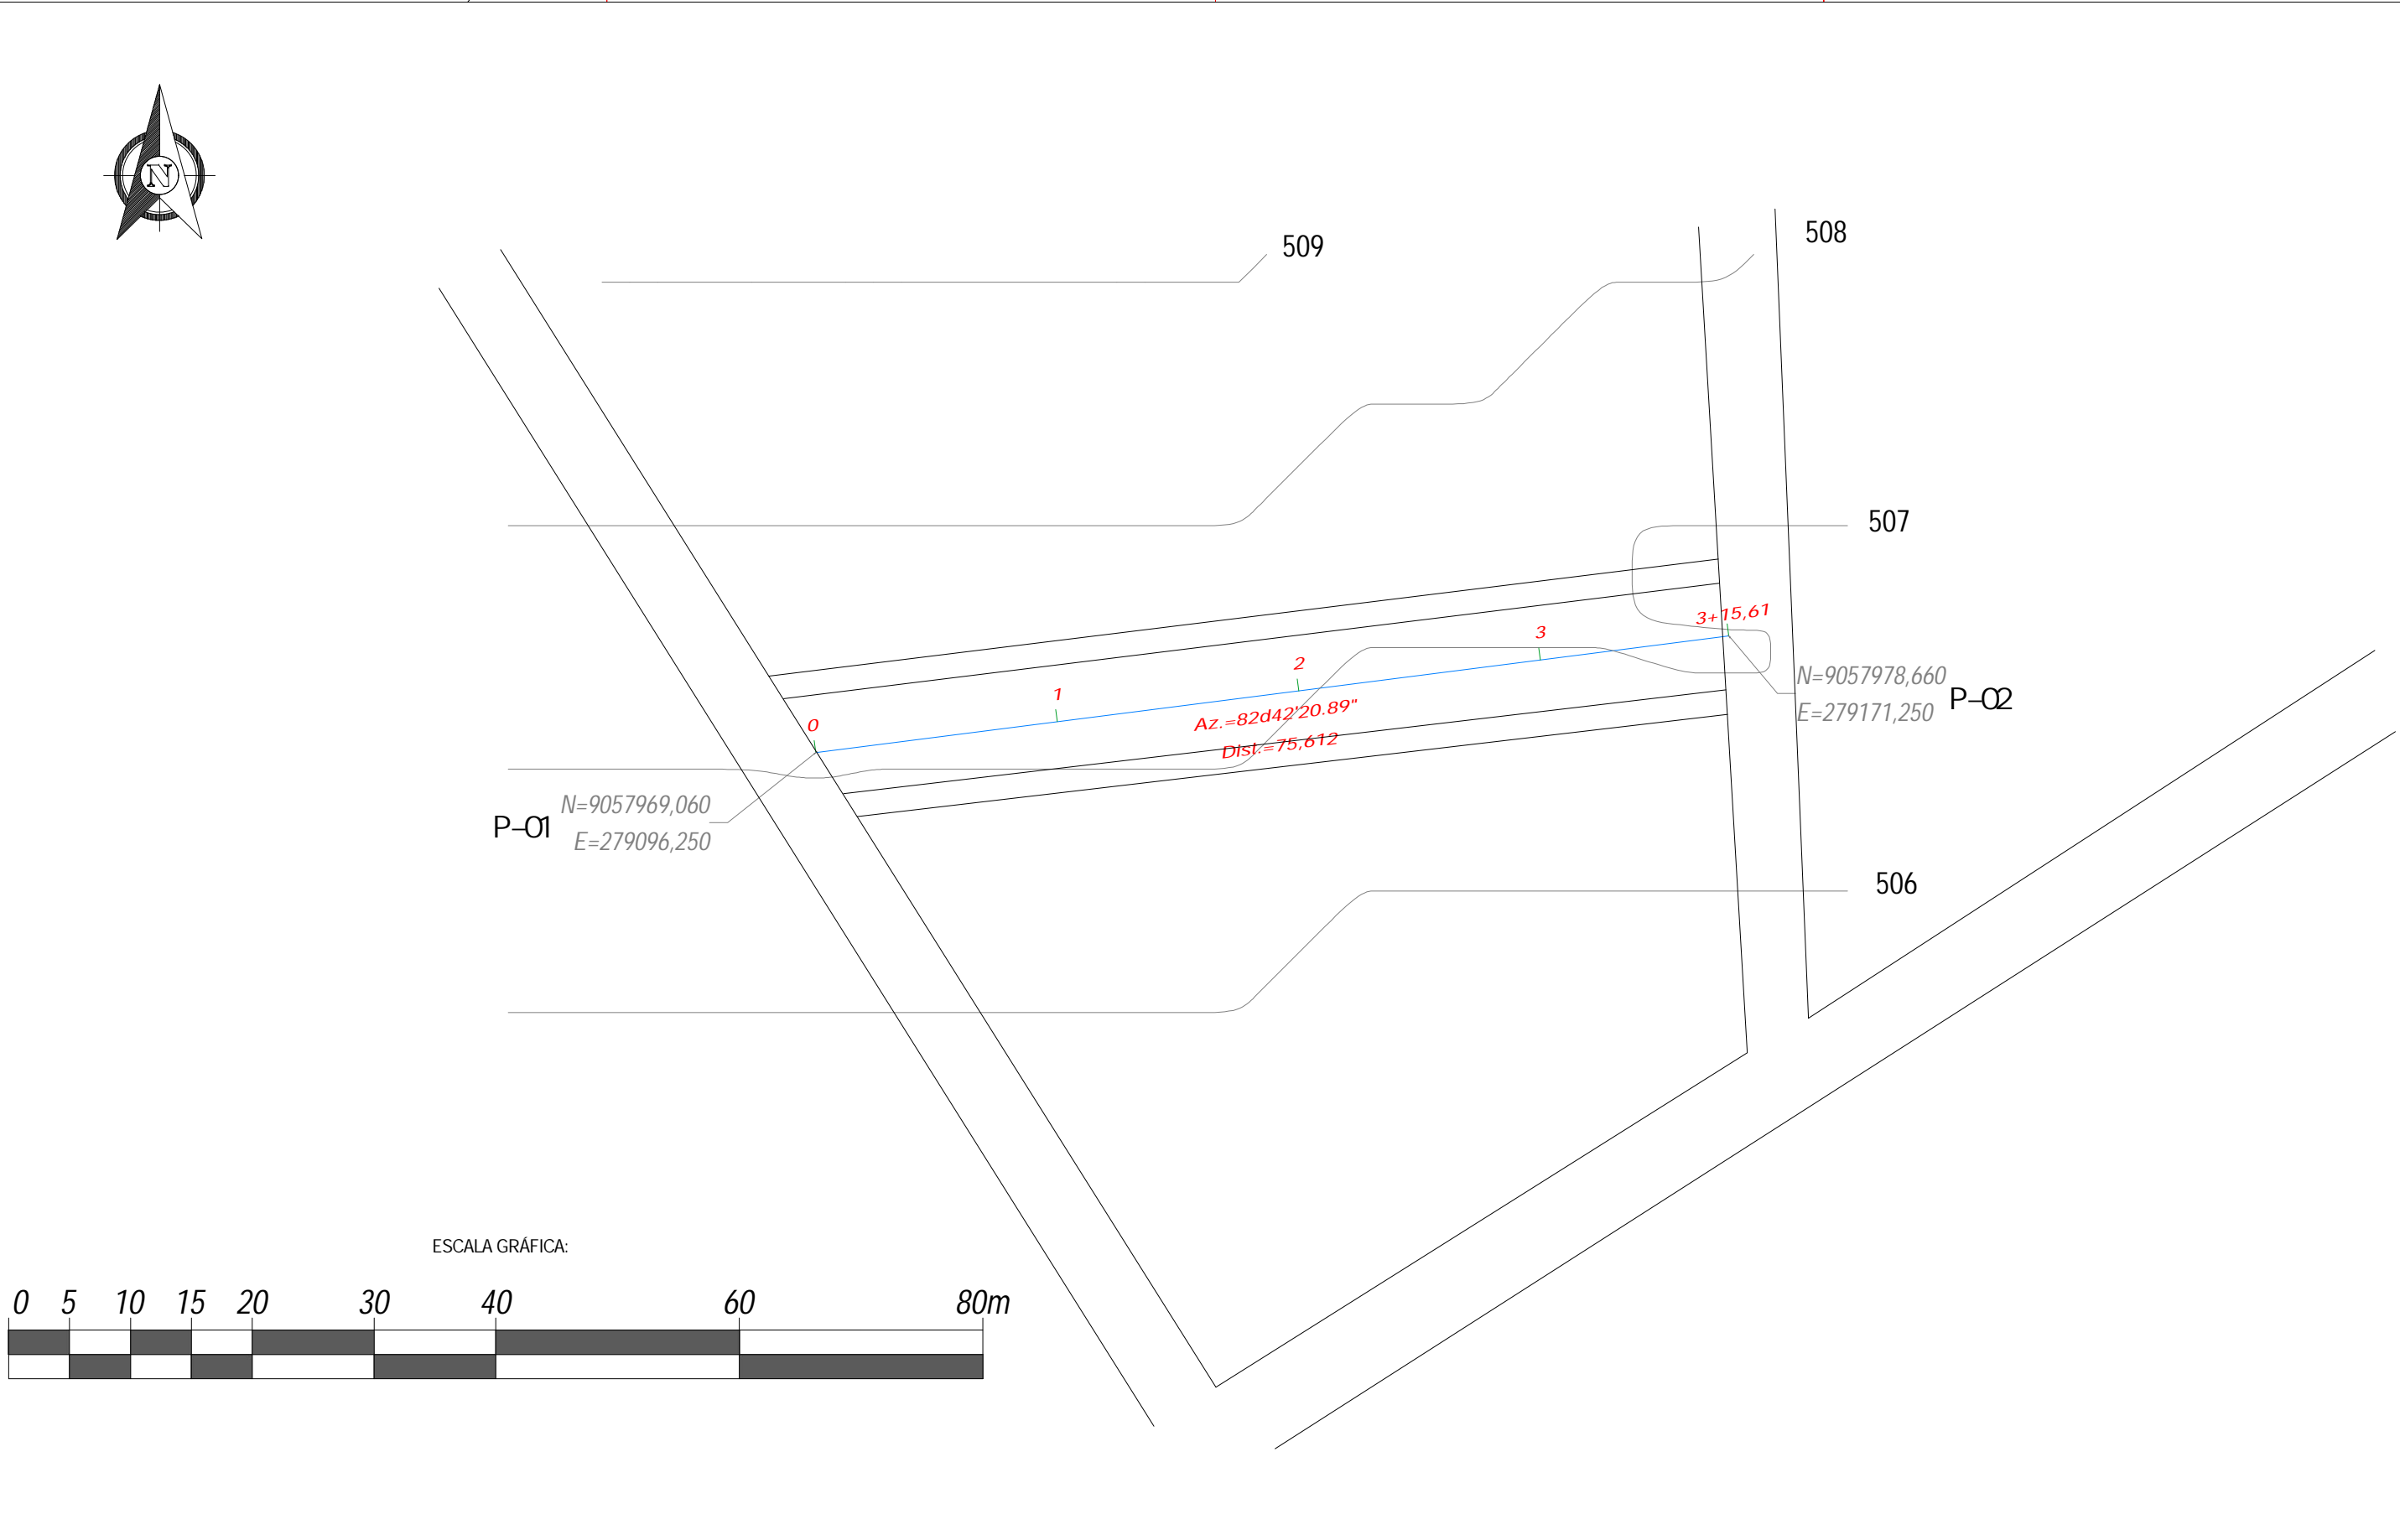 N
509
508
507
3+15,61
3
2
1
0
Az.=82d42'20.89"
Dist.=75,612
N=9057978,660
E=279171,250
P-02
N=9057969,060
E=279096,250
P-01
506
ESCALA GRÁFICA:
0 5 10 15 20 30 40 60 80m